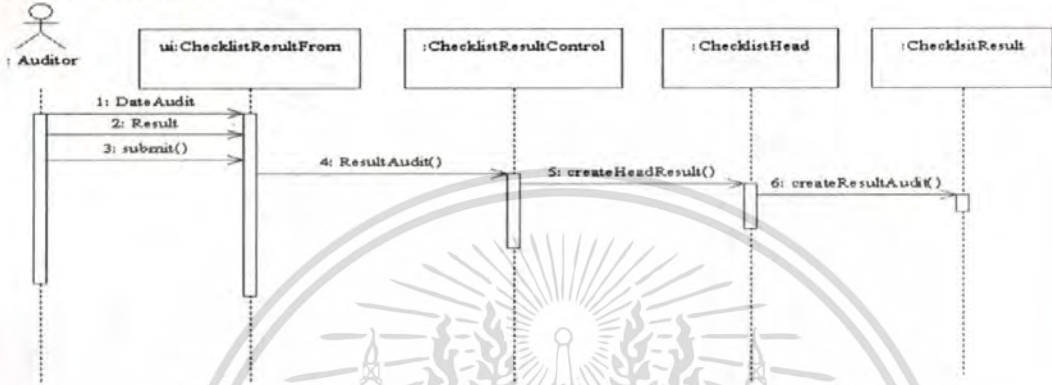 : Auditor
ui:ChecklistResultFrom
:ChecklistResultControl
:ChecklistHead
:ChecklsitResult
1: DateAudit
2: Result
3: submit()
4: ResultAudit()
5: createHeadResult()
6: createResultAudit()